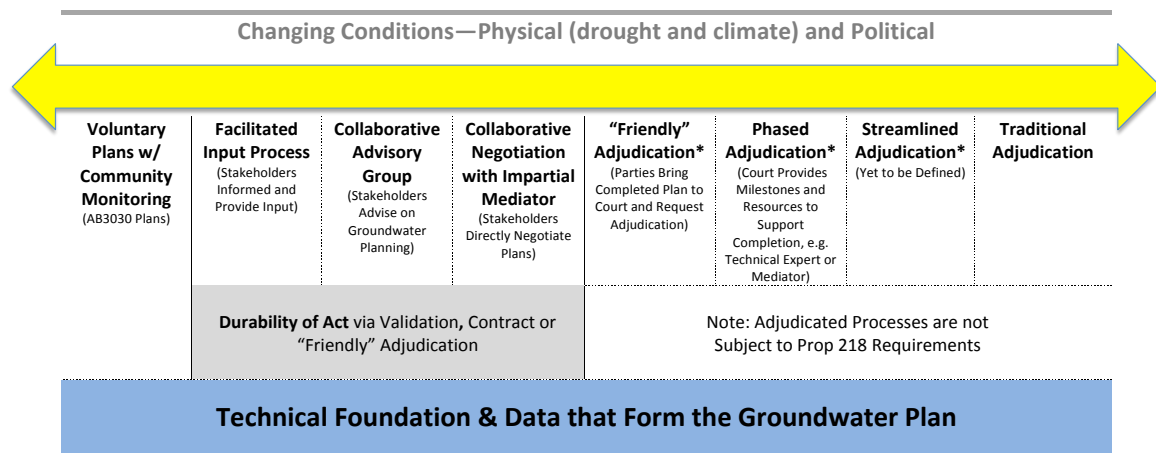 Changing Conditions—Physical (drought and climate) and Political
Voluntary
Plans w/
Community
Monitoring
(AB3030 Plans)
Facilitated
Input Process
(Stakeholders
Informed and
Provide Input)
Collaborative
Advisory
Group
(Stakeholders
Advise on
Groundwater
Planning)
Collaborative
Negotiation
with Impartial
Mediator
(Stakeholders
Directly Negotiate
Plans)
“Friendly”
Adjudication*
(Parties Bring
Completed Plan to
Court and Request
Adjudication)
Phased
Adjudication*
(Court Provides
Milestones and
Resources to
Support
Completion, e.g.
Technical Expert or
Mediator)
Streamlined
Adjudication*
(Yet to be Defined)
Traditional
Adjudication
Durability of Act via Validation, Contract or
“Friendly” Adjudication
Note: Adjudicated Processes are not
Subject to Prop 218 Requirements
Technical Foundation & Data that Form the Groundwater Plan